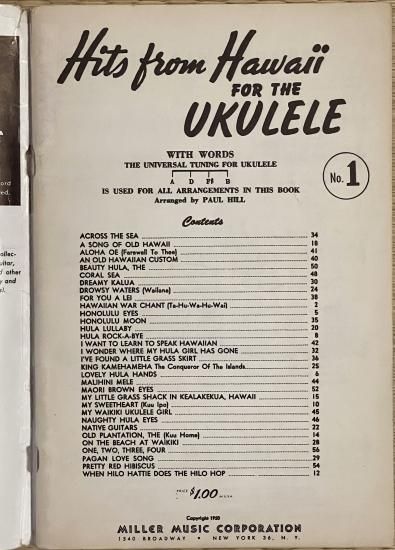 Hits from Hawaii
FOR THE
UKULELE
WITH WORDS
THE UNIVERSAL TUNING FOR UKULELE
A D F♯ B
IS USED FOR ALL ARRANGEMENTS IN THIS BOOK
Arranged by PAUL HILL
No. 1
Contents
ACROSS THE SEA 34
A SONG OF OLD HAWAII 18
ALOHA OE (Farewell To Thee) 41
AN OLD HAWAIIAN CUSTOM 40
BEAUTY HULA, THE 50
CORAL SEA 48
DREAMY KALUA 30
DROWSY WATERS (Wailana) 24
FOR YOU A LEI 38
HAWAIIAN WAR CHANT (Ta-Hu-Wa-Hu-Wai) 2
HONOLULU EYES 5
HONOLULU MOON 35
HULA LULLABY 20
HULA ROCK-A-BYE 8
I WANT TO LEARN TO SPEAK HAWAIIAN 42
I WONDER WHERE MY HULA GIRL HAS GONE 32
I'VE FOUND A LITTLE GRASS SKIRT 36
KING KAMEHAMEHA The Conqueror Of The Islands 25
LOVELY HULA HANDS 6
MALIHINI MELE 44
MAORI BROWN EYES 52
MY LITTLE GRASS SHACK IN KEALAKEKUA, HAWAII 15
MY SWEETHEART (Kuu Ipo) 10
MY WAIKIKI UKULELE GIRL 45
NAUGHTY HULA EYES 46
NATIVE GUITARS 22
OLD PLANTATION, THE (Kuu Home) 14
ON THE BEACH AT WAIKIKI 28
ONE, TWO, THREE, FOUR 56
PAGAN LOVE SONG 29
PRETTY RED HIBISCUS 54
WHEN HILO HATTIE DOES THE HILO HOP 12
PRICE $1.00 IN U.S.A.
Copyright 1950
MILLER MUSIC CORPORATION
1540 BROADWAY • NEW YORK 36, N. Y.